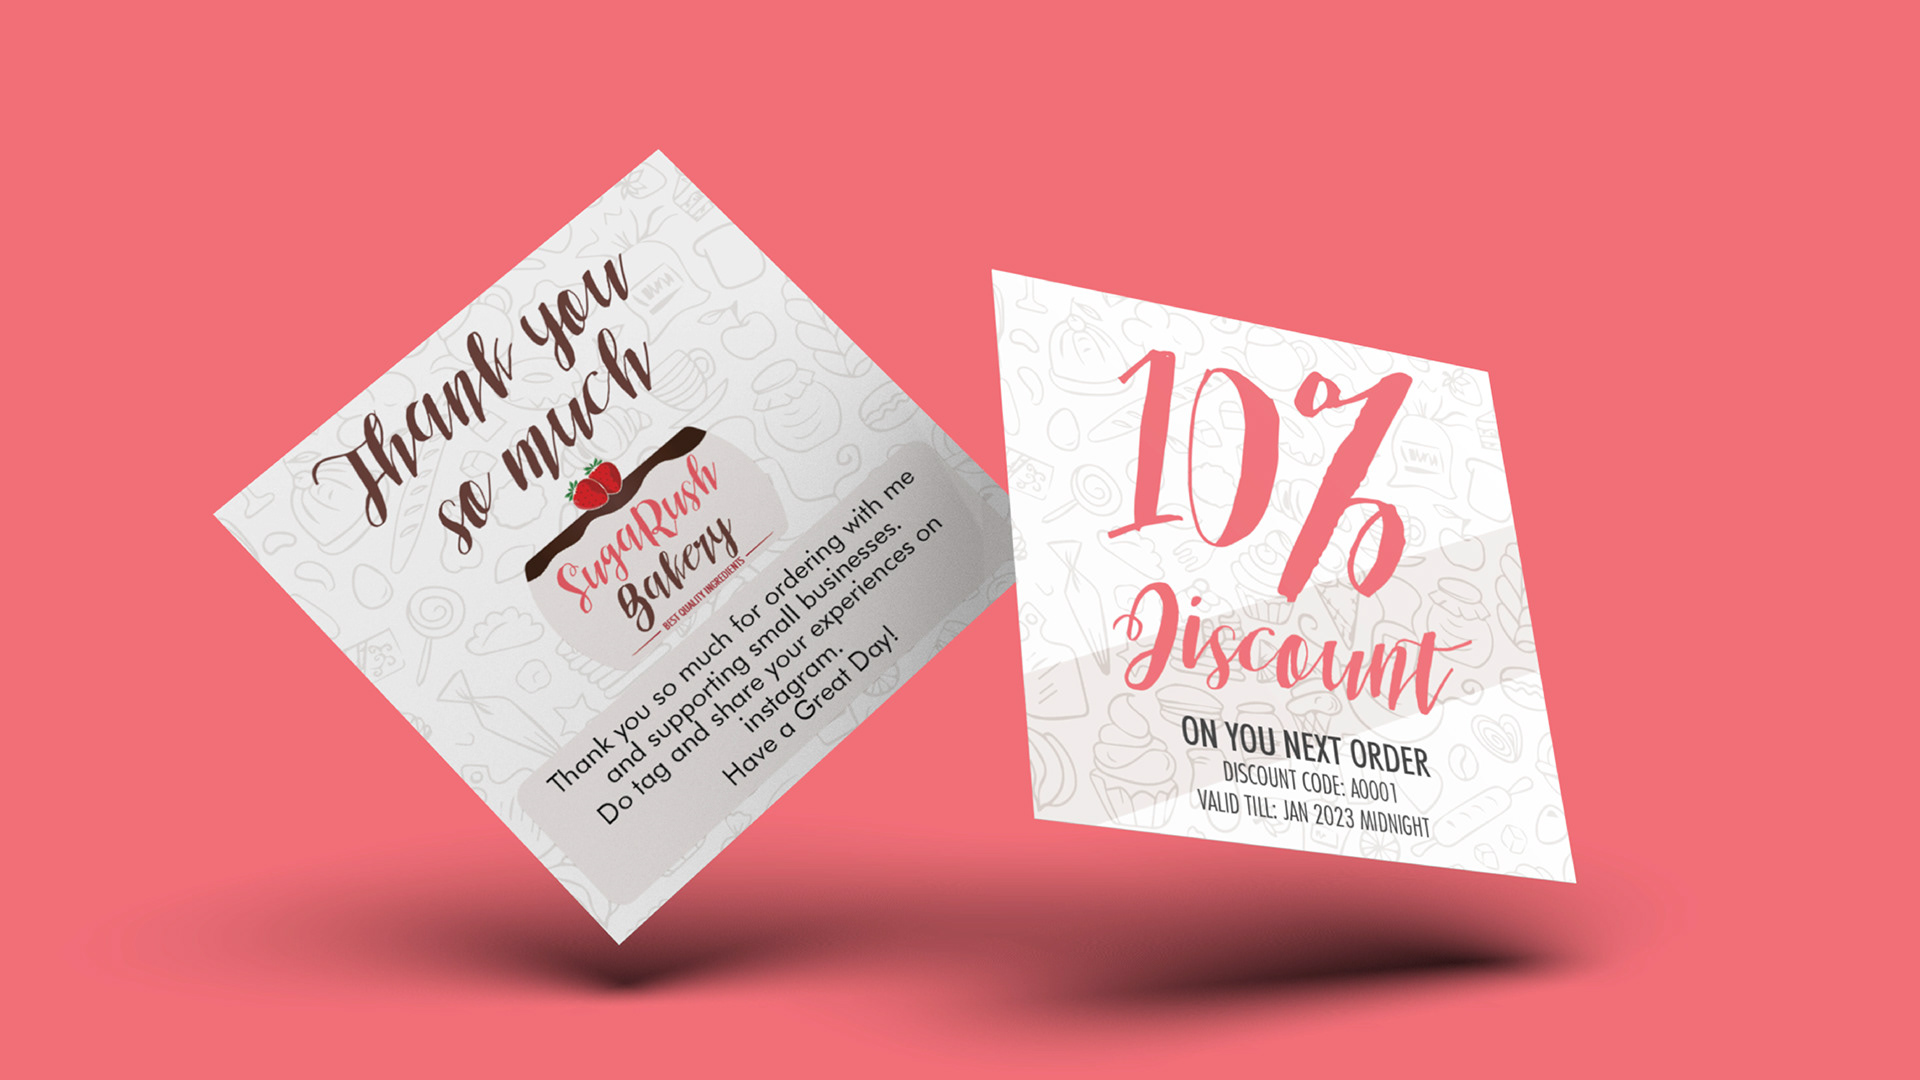 Thank you
so much
SugaRush
Bakery
BEST QUALITY INGREDIENTS
Thank you so much for ordering with me
and supporting small businesses.
Do tag and share your experiences on
instagram.
Have a Great Day!
10%
Discount
ON YOU NEXT ORDER
DISCOUNT CODE: A0001
VALID TILL: JAN 2023 MIDNIGHT